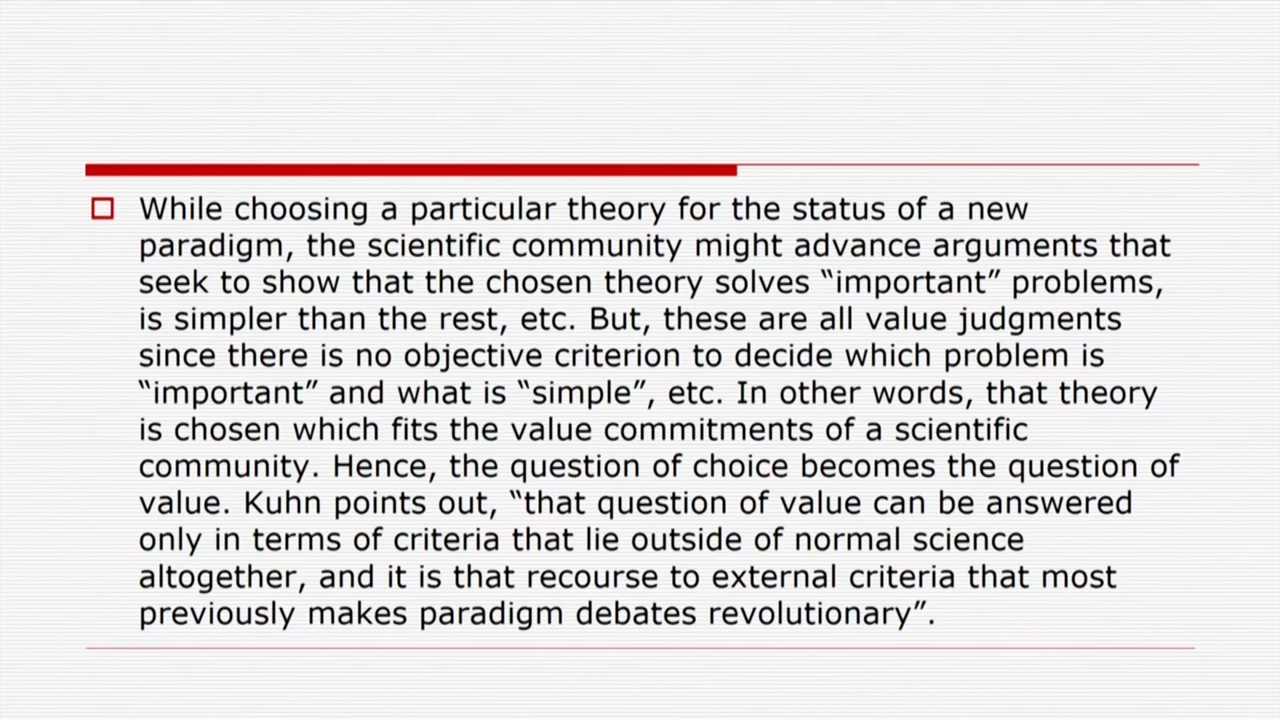 While choosing a particular theory for the status of a new
paradigm, the scientific community might advance arguments that
seek to show that the chosen theory solves “important” problems,
is simpler than the rest, etc. But, these are all value judgments
since there is no objective criterion to decide which problem is
“important” and what is “simple”, etc. In other words, that theory
is chosen which fits the value commitments of a scientific
community. Hence, the question of choice becomes the question of
value. Kuhn points out, “that question of value can be answered
only in terms of criteria that lie outside of normal science
altogether, and it is that recourse to external criteria that most
previously makes paradigm debates revolutionary”.